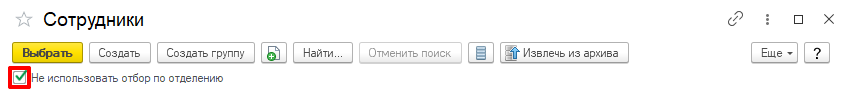 Сотрудники
Выбрать Создать Создать группу Найти... Отменить поиск Извлечь из архива Еще ?
Не использовать отбор по отделению